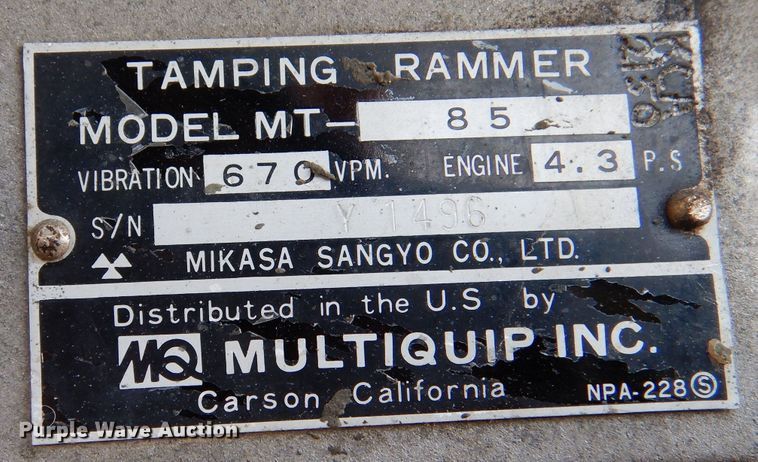 TAMPING RAMMER
MODEL MT- 85
VIBRATION 670 VPM. ENGINE 4.3 P.S
S/N Y 1496
MIKASA SANGYO CO., LTD.
Distributed in the U.S by
MQ MULTIQUIP INC.
Carson, California
NPA-228 S
Purple Wave Auction